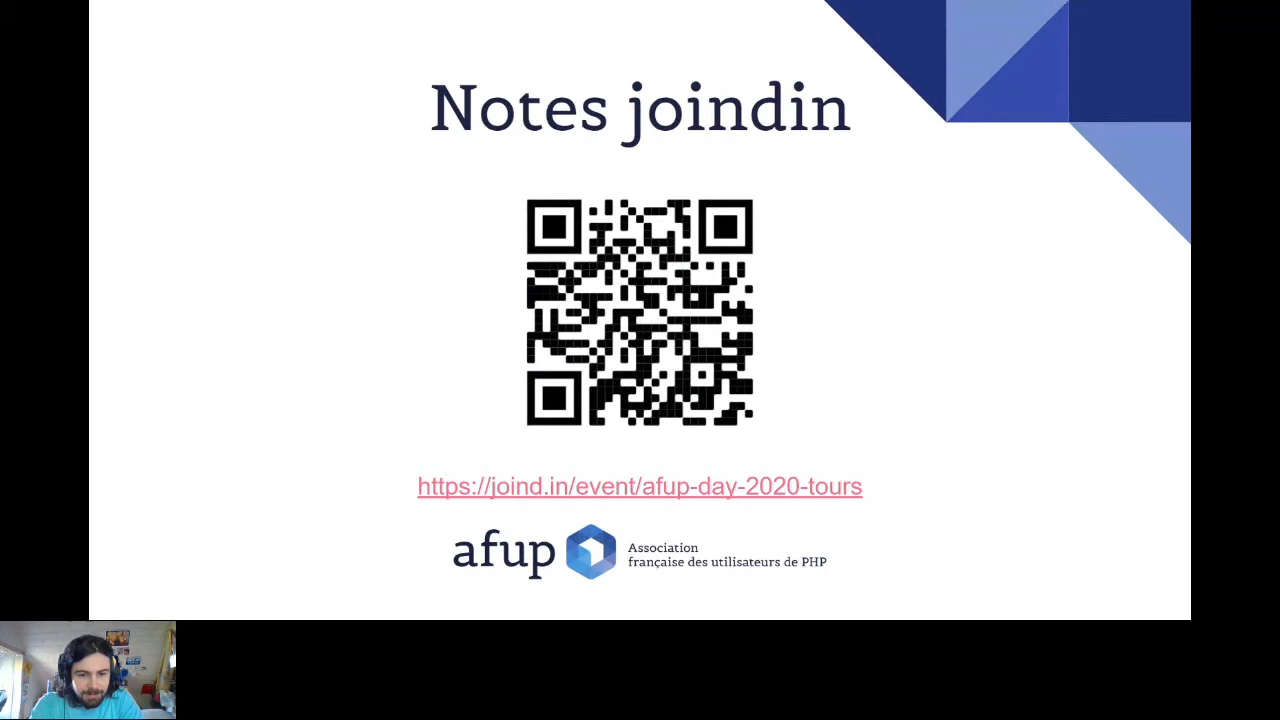 Notes joindin
https://joind.in/event/afup-day-2020-tours
afup
Association
française des utilisateurs de PHP